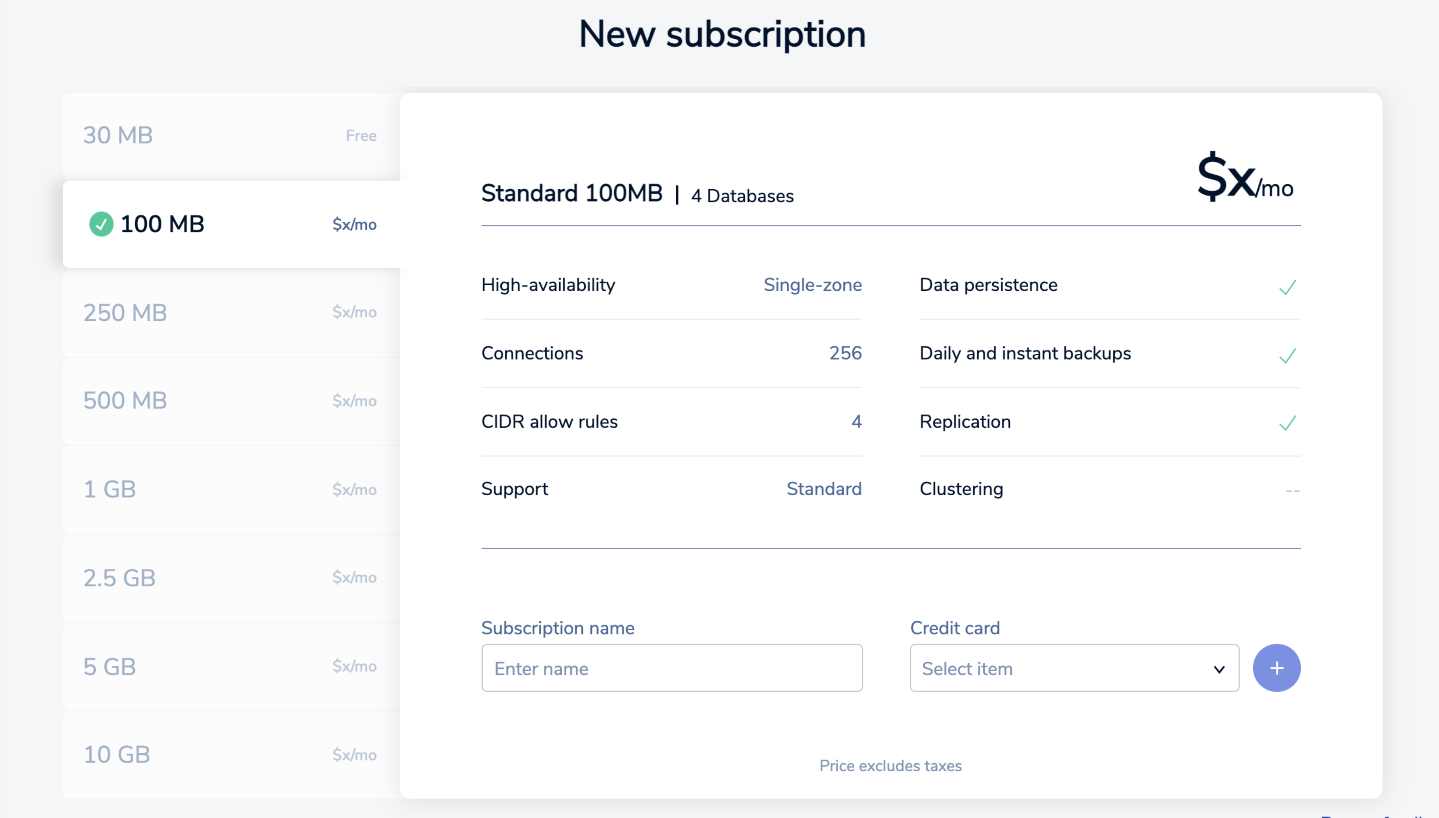 New subscription
30 MB Free
100 MB $x/mo
250 MB $x/mo
500 MB $x/mo
1 GB $x/mo
2.5 GB $x/mo
5 GB $x/mo
10 GB $x/mo
Standard 100MB | 4 Databases $x/mo
High-availability Single-zone
Connections 256
CIDR allow rules 4
Support Standard
Data persistence
Daily and instant backups
Replication
Clustering --
Subscription name
Enter name
Credit card
Select item
+
Price excludes taxes